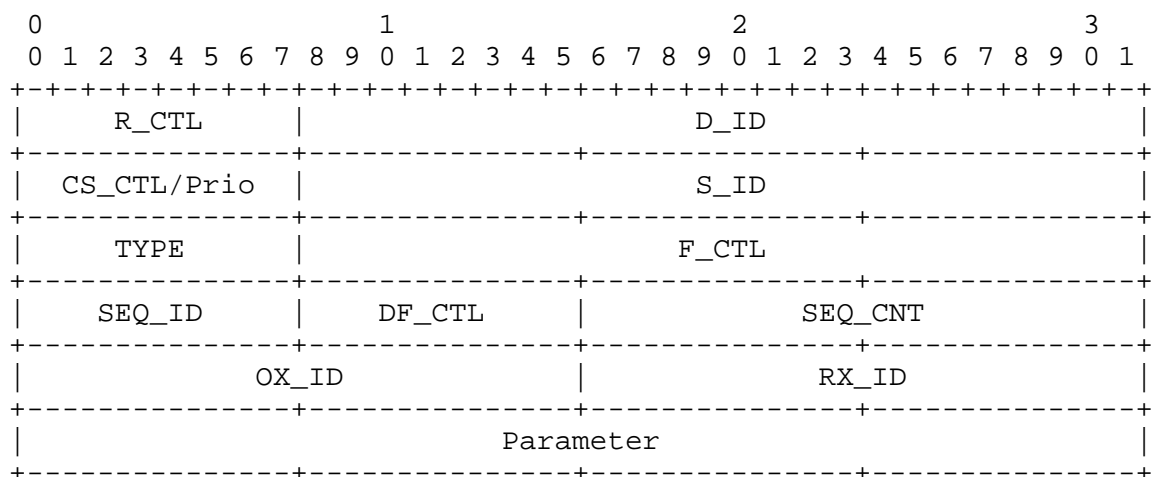 0                   1                   2                   3
0 1 2 3 4 5 6 7 8 9 0 1 2 3 4 5 6 7 8 9 0 1 2 3 4 5 6 7 8 9 0 1
+-+-+-+-+-+-+-+-+-+-+-+-+-+-+-+-+-+-+-+-+-+-+-+-+-+-+-+-+-+-+-+-+
|     R_CTL     |                      D_ID                     |
+---------------+---------------+---------------+---------------+
|  CS_CTL/Prio  |                      S_ID                     |
+---------------+---------------+---------------+---------------+
|     TYPE      |                     F_CTL                     |
+---------------+---------------+---------------+---------------+
|    SEQ_ID     |    DF_CTL     |            SEQ_CNT            |
+---------------+---------------+---------------+---------------+
|             OX_ID             |             RX_ID             |
+---------------+---------------+---------------+---------------+
|                           Parameter                           |
+---------------+---------------+---------------+---------------+